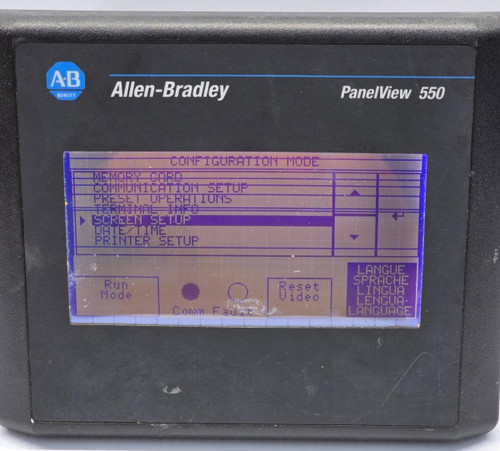 A-B
QUALITY
Allen-Bradley
PanelView 550
CONFIGURATION MODE
MEMORY CARD
COMMUNICATION SETUP
PRESET OPERATIONS
TERMINAL INFO
SCREEN SETUP
DATE/TIME
PRINTER SETUP
Run
Mode
Comm Fault
Reset
Video
LANGUE
SPRACHE
LINGUA
LENGUA
LANGUAGE